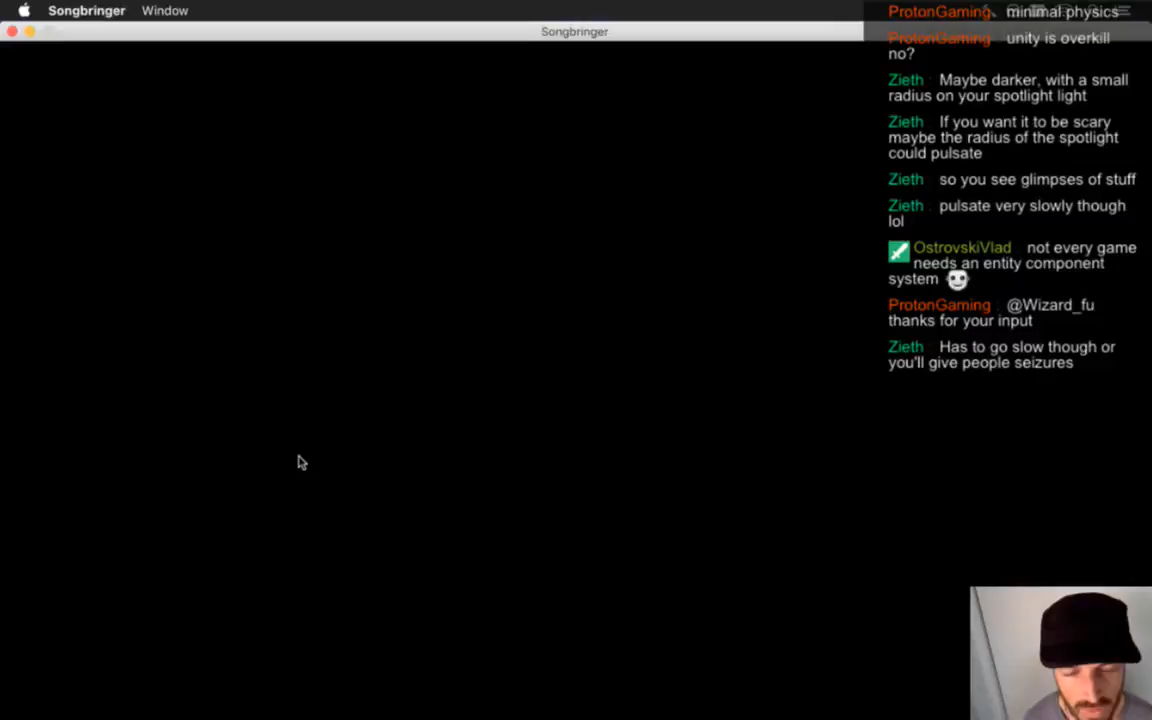 Songbringer Window
Songbringer
ProtonGaming minimal physics
ProtonGaming unity is overkill
no?
Zieth Maybe darker, with a small
radius on your spotlight light
Zieth If you want it to be scary
maybe the radius of the spotlight
could pulsate
Zieth so you see glimpses of stuff
Zieth pulsate very slowly though
lol
OstrovskiVlad not every game
needs an entity component
system
ProtonGaming @Wizard_fu
thanks for your input
Zieth Has to go slow though or
you'll give people seizures